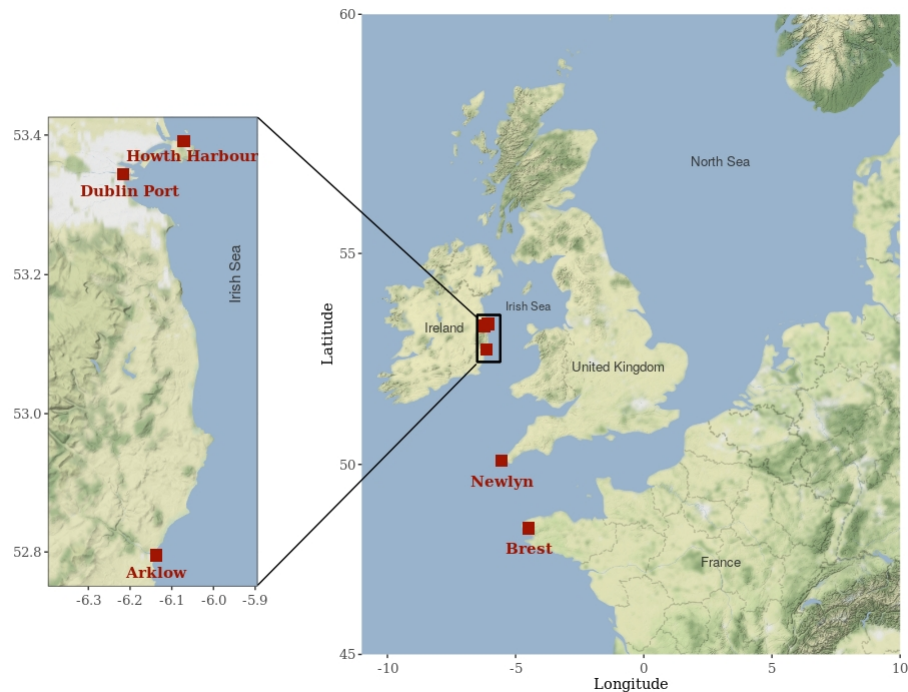 60
53.4
Howth Harbour
Dublin Port
North Sea
55
53.2
Irish Sea
Irish Sea
Ireland
Latitude
United Kingdom
53.0
50
Newlyn
52.8
Arklow
Brest
France
-6.3 -6.2 -6.1 -6.0 -5.9
45
-10 -5 0 5 10
Longitude